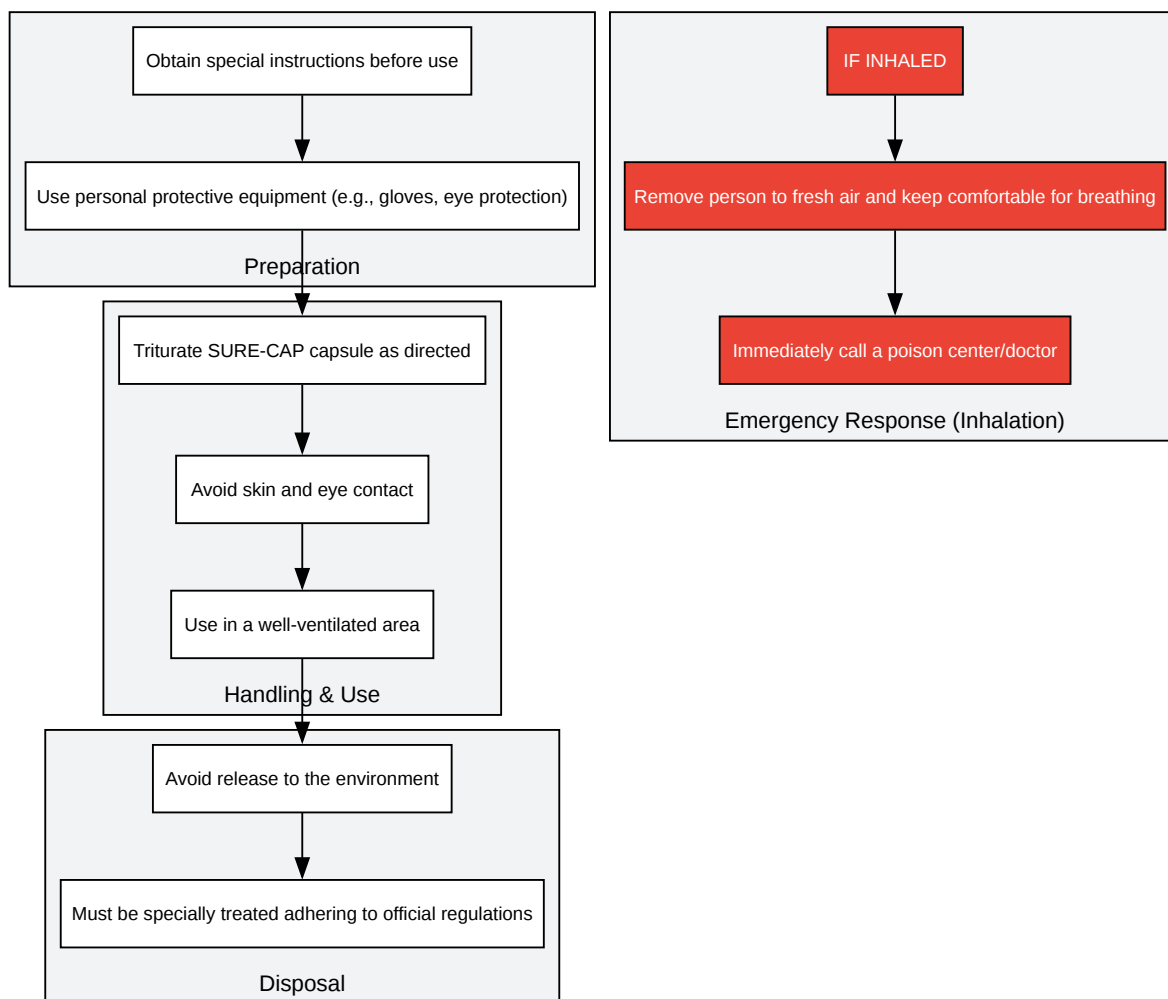 Obtain special instructions before use
Use personal protective equipment (e.g., gloves, eye protection)
Preparation
Triturate SURE-CAP capsule as directed
Avoid skin and eye contact
Use in a well-ventilated area
Handling & Use
Avoid release to the environment
Must be specially treated adhering to official regulations
Disposal
IF INHALED
Remove person to fresh air and keep comfortable for breathing
Immediately call a poison center/doctor
Emergency Response (Inhalation)